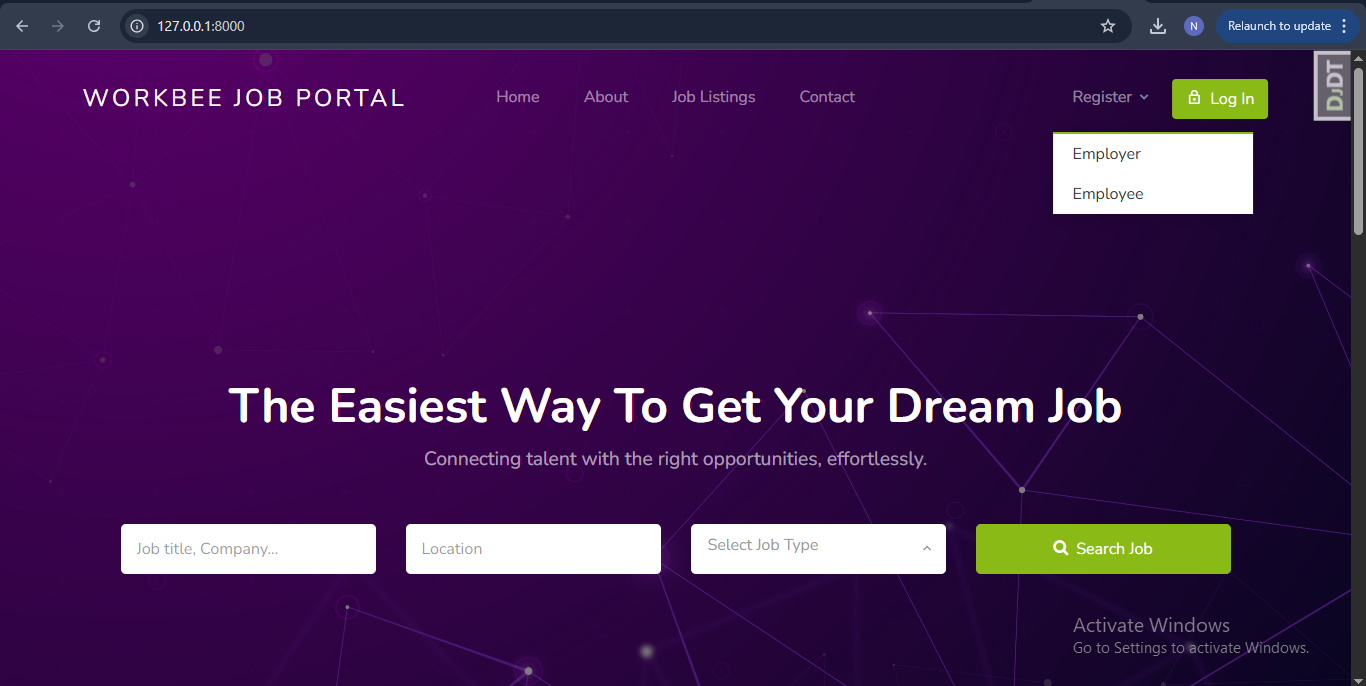 127.0.0.1:8000
N
Relaunch to update
WORKBEE JOB PORTAL
Home
About
Job Listings
Contact
Register
Log In
DJDT
Employer
Employee
The Easiest Way To Get Your Dream Job
Connecting talent with the right opportunities, effortlessly.
Job title, Company...
Location
Select Job Type
Search Job
Activate Windows
Go to Settings to activate Windows.